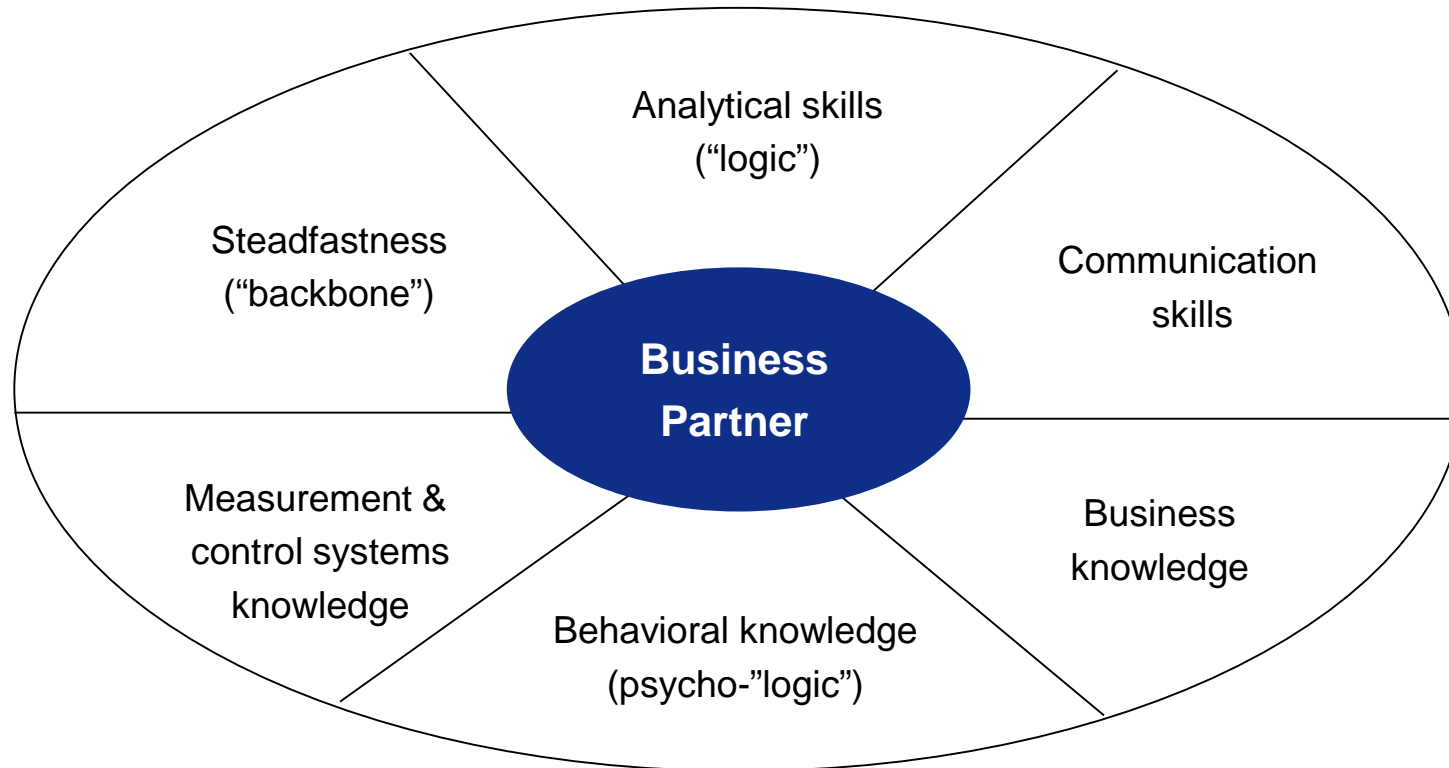 Analytical skills
(“logic”)
Steadfastness
(“backbone”)
Communication
skills
Business
Partner
Measurement &
control systems
knowledge
Business
knowledge
Behavioral knowledge
(psycho-”logic”)